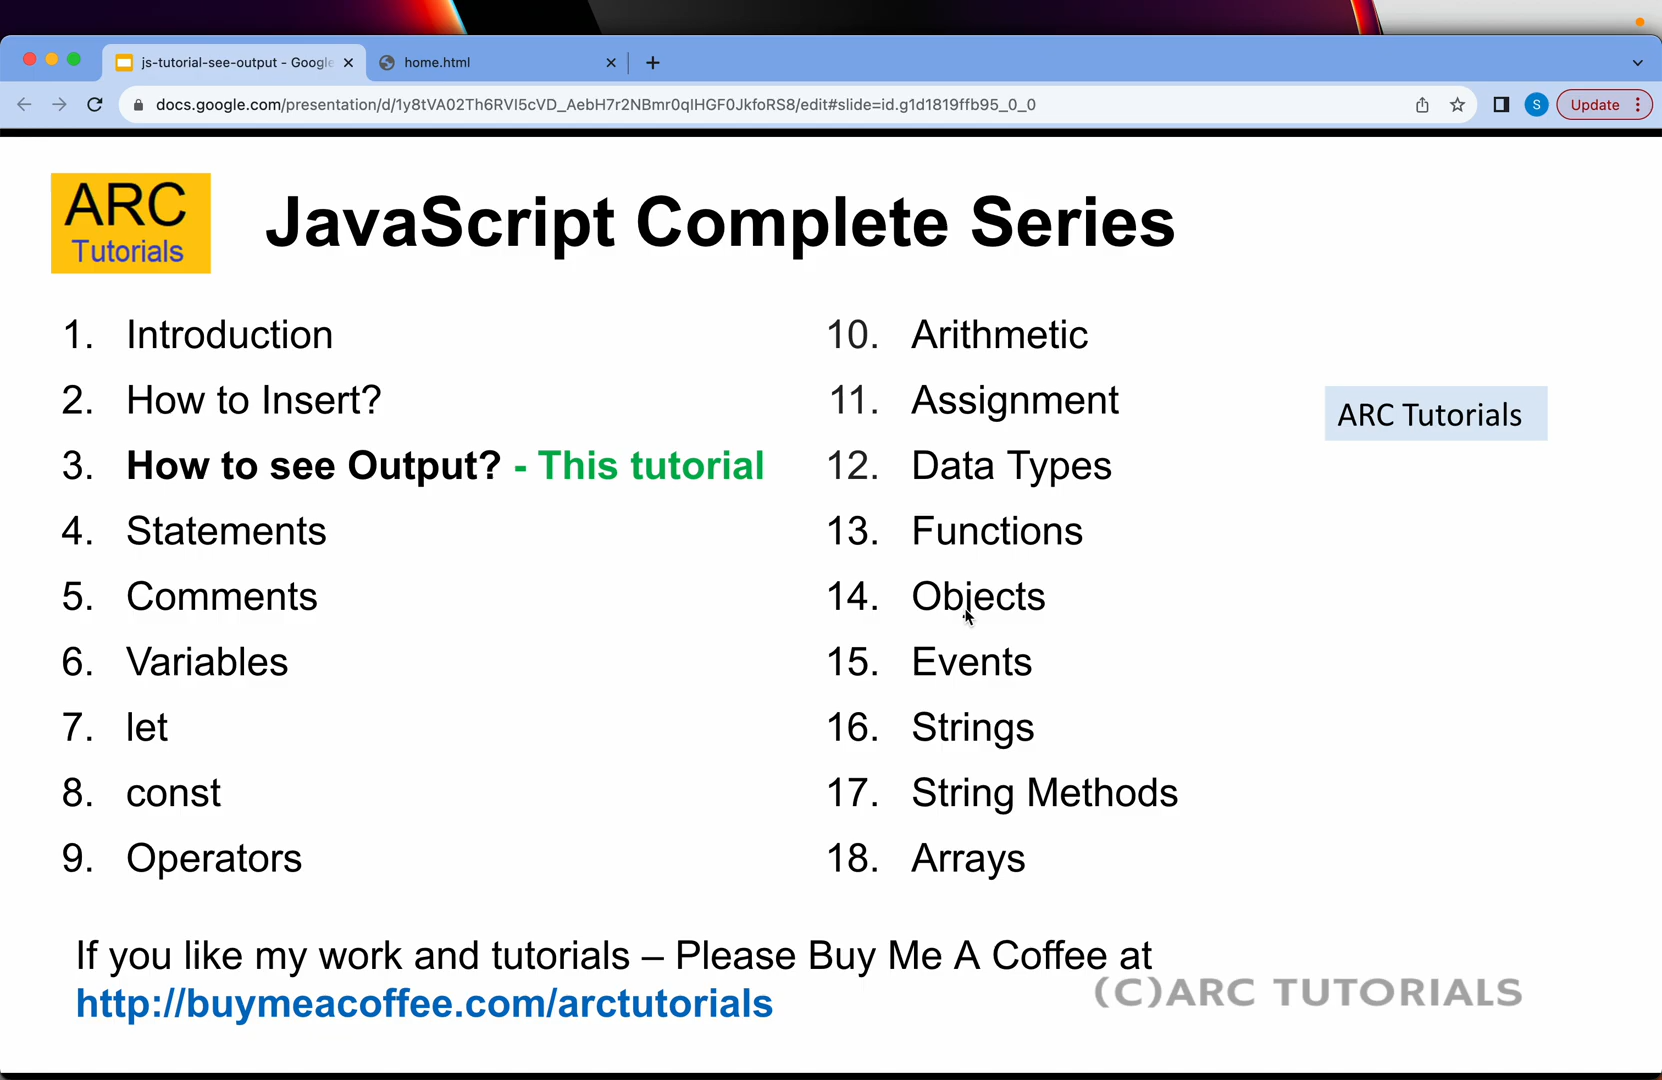 js-tutorial-see-output - Google
home.html
docs.google.com/presentation/d/1y8tVA02Th6RVI5cVD_AebH7r2NBmr0qIHGF0JkfoRS8/edit#slide=id.g1d1819ffb95_0_0
S
Update
ARC
Tutorials
JavaScript Complete Series
1. Introduction
2. How to Insert?
3. How to see Output? - This tutorial
4. Statements
5. Comments
6. Variables
7. let
8. const
9. Operators
10. Arithmetic
11. Assignment
12. Data Types
13. Functions
14. Objects
15. Events
16. Strings
17. String Methods
18. Arrays
ARC Tutorials
If you like my work and tutorials – Please Buy Me A Coffee at
http://buymeacoffee.com/arctutorials
(C)ARC TUTORIALS